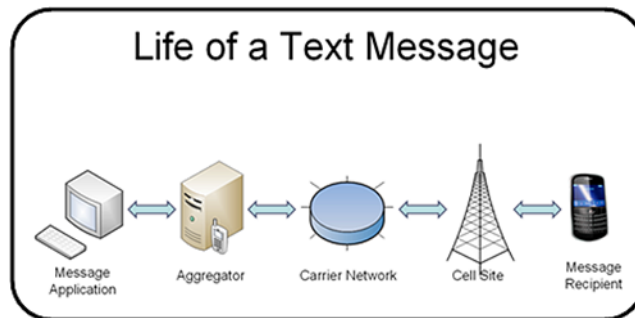 Life of a Text Message
Message
Application
Aggregator
Carrier Network
Cell Site
Message
Recipient